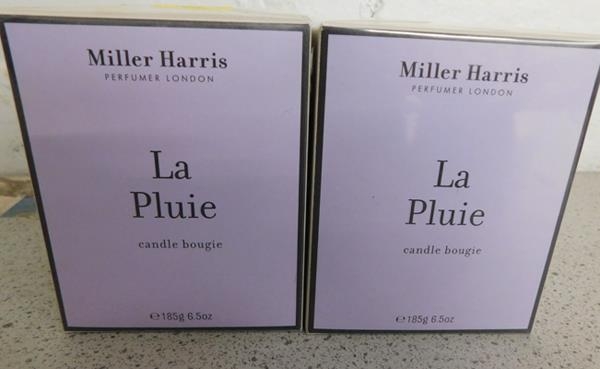 Miller Harris
PERFUMER LONDON
La
Pluie
candle bougie
℮185g 6.5oz
Miller Harris
PERFUMER LONDON
La
Pluie
candle bougie
℮185g 6.5oz